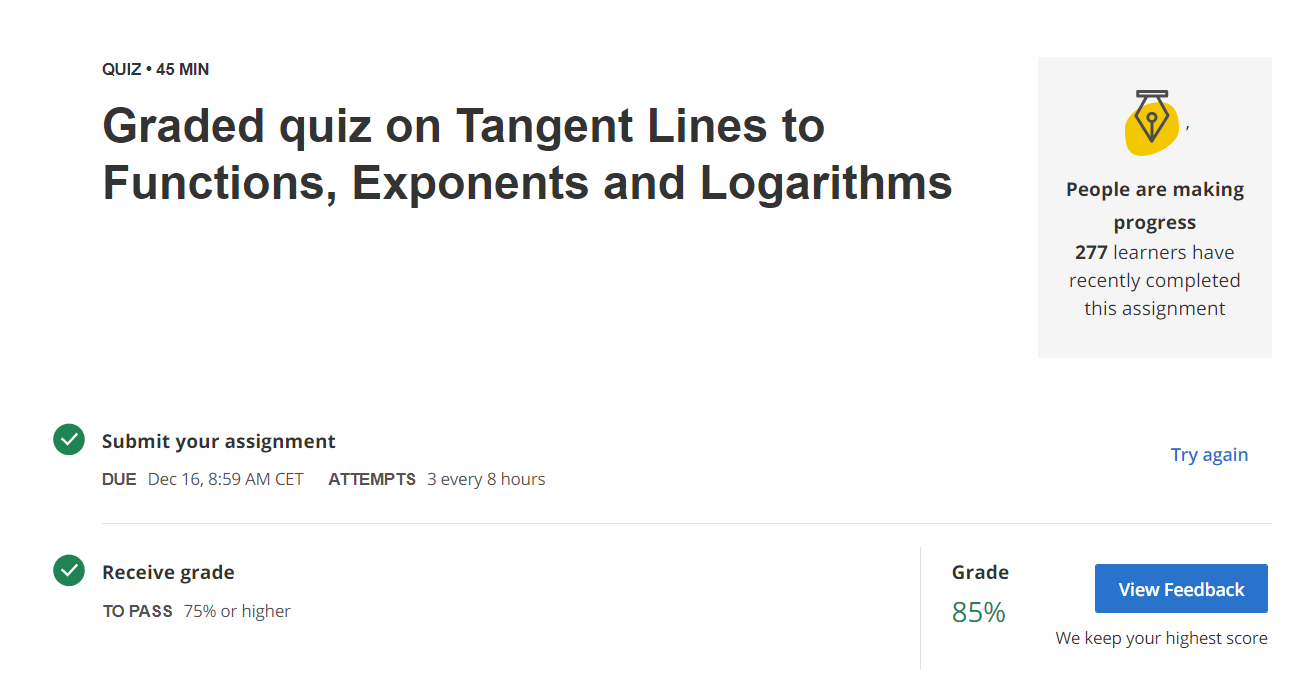 QUIZ • 45 MIN
Graded quiz on Tangent Lines to
Functions, Exponents and Logarithms
,
People are making
progress
277 learners have
recently completed
this assignment
Submit your assignment
DUE Dec 16, 8:59 AM CET ATTEMPTS 3 every 8 hours
Try again
Receive grade
TO PASS 75% or higher
Grade
85%
View Feedback
We keep your highest score